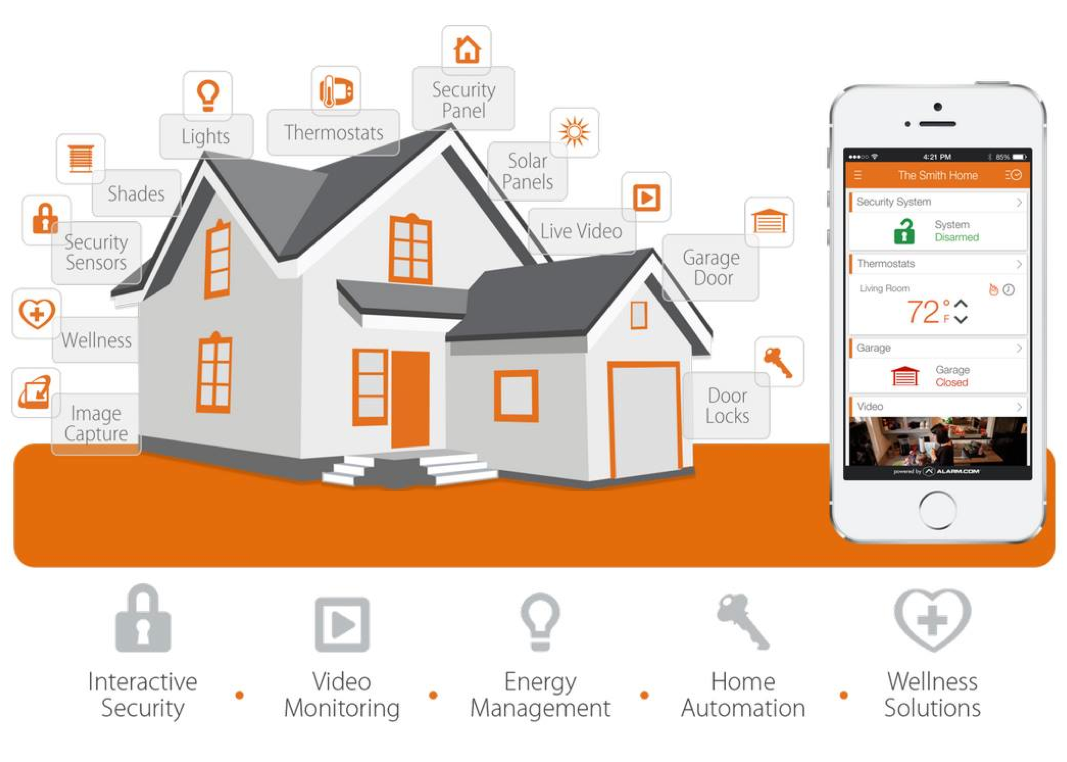 Security
Panel
Lights
Thermostats
Solar
Panels
Shades
Live Video
Security
Sensors
Garage
Door
Wellness
Door
Locks
Image
Capture
4:21 PM
85%
The Smith Home
Security System
System
Disarmed
Thermostats
Living Room
72°F
Garage
Garage
Closed
Video
powered by ALARM.COM
Interactive
Security
Video
Monitoring
Energy
Management
Home
Automation
Wellness
Solutions